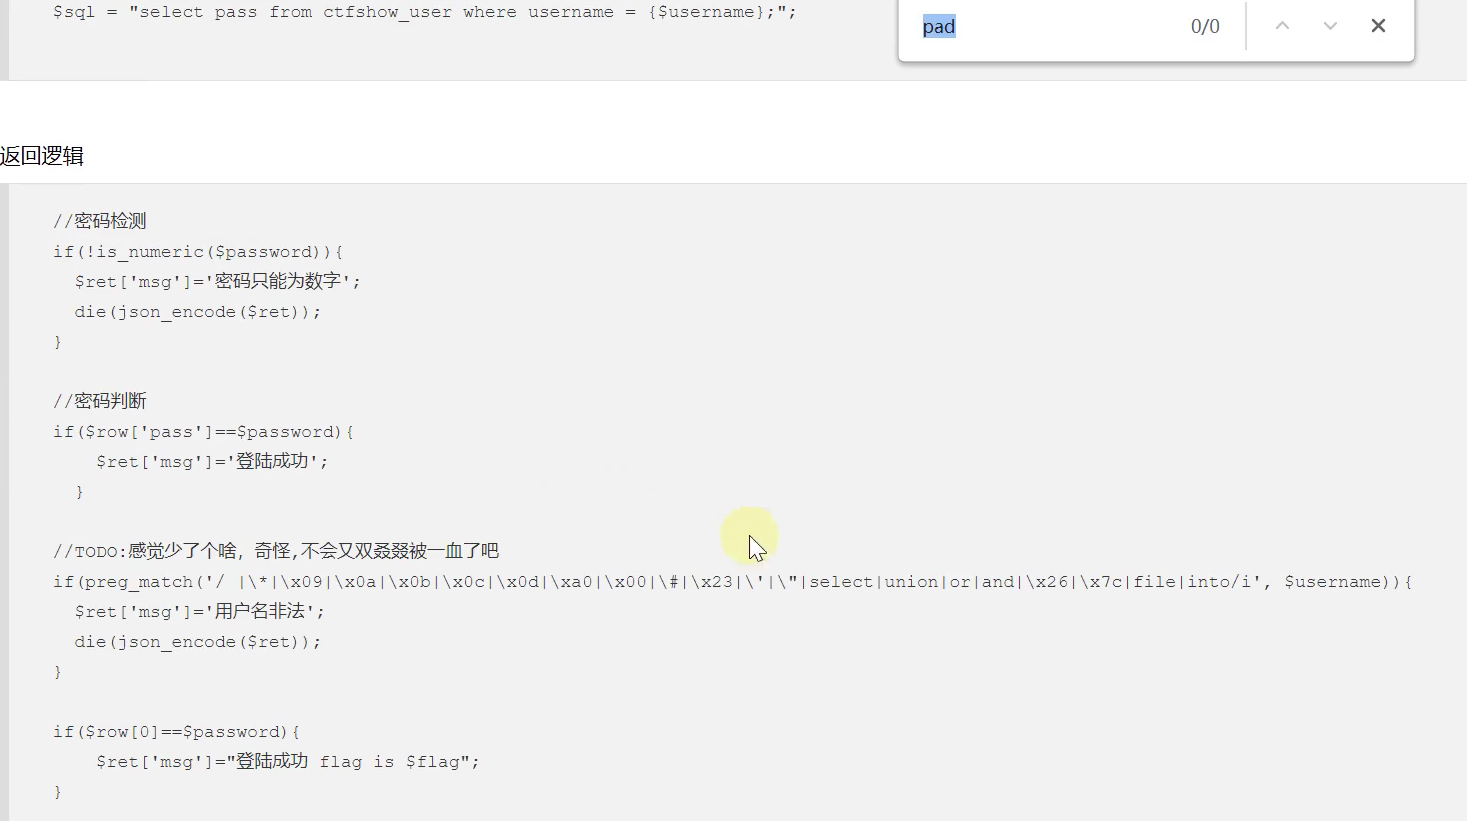 $sql = "select pass from ctfshow_user where username = {$username};";
pad 0/0
返回逻辑
//密码检测
if(!is_numeric($password)){
$ret['msg']='密码只能为数字';
die(json_encode($ret));
}
//密码判断
if($row['pass']==$password){
$ret['msg']='登陆成功';
}
//TODO:感觉少了个啥，奇怪,不会又双叒叕被一血了吧
if(preg_match('/ |\*|\x09|\x0a|\x0b|\x0c|\x0d|\xa0|\x00|\#|\x23|\'|\"|select|union|or|and|\x26|\x7c|file|into/i', $username)){
$ret['msg']='用户名非法';
die(json_encode($ret));
}
if($row[0]==$password){
$ret['msg']="登陆成功 flag is $flag";
}